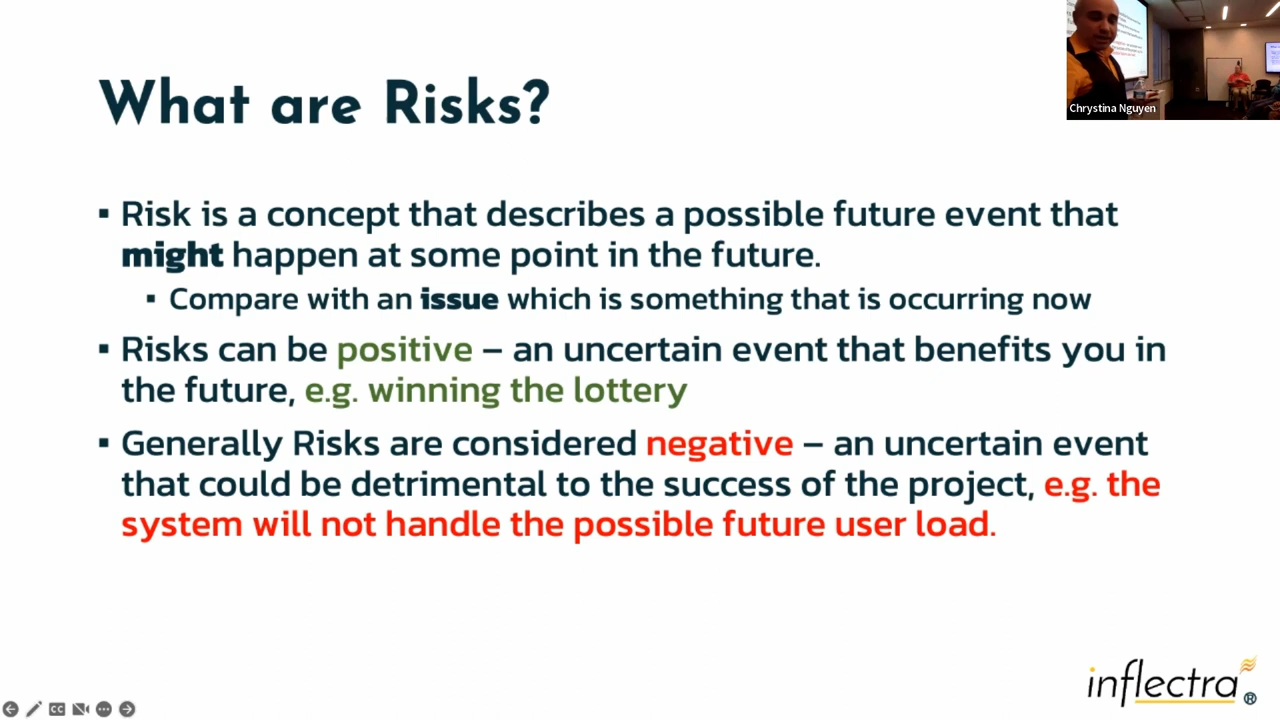 What are Risks?
Chrystina Nguyen
▪ Risk is a concept that describes a possible future event that
might happen at some point in the future.
▪ Compare with an issue which is something that is occurring now
▪ Risks can be positive – an uncertain event that benefits you in
the future, e.g. winning the lottery
▪ Generally Risks are considered negative – an uncertain event
that could be detrimental to the success of the project, e.g. the
system will not handle the possible future user load.
inflectra®
CC